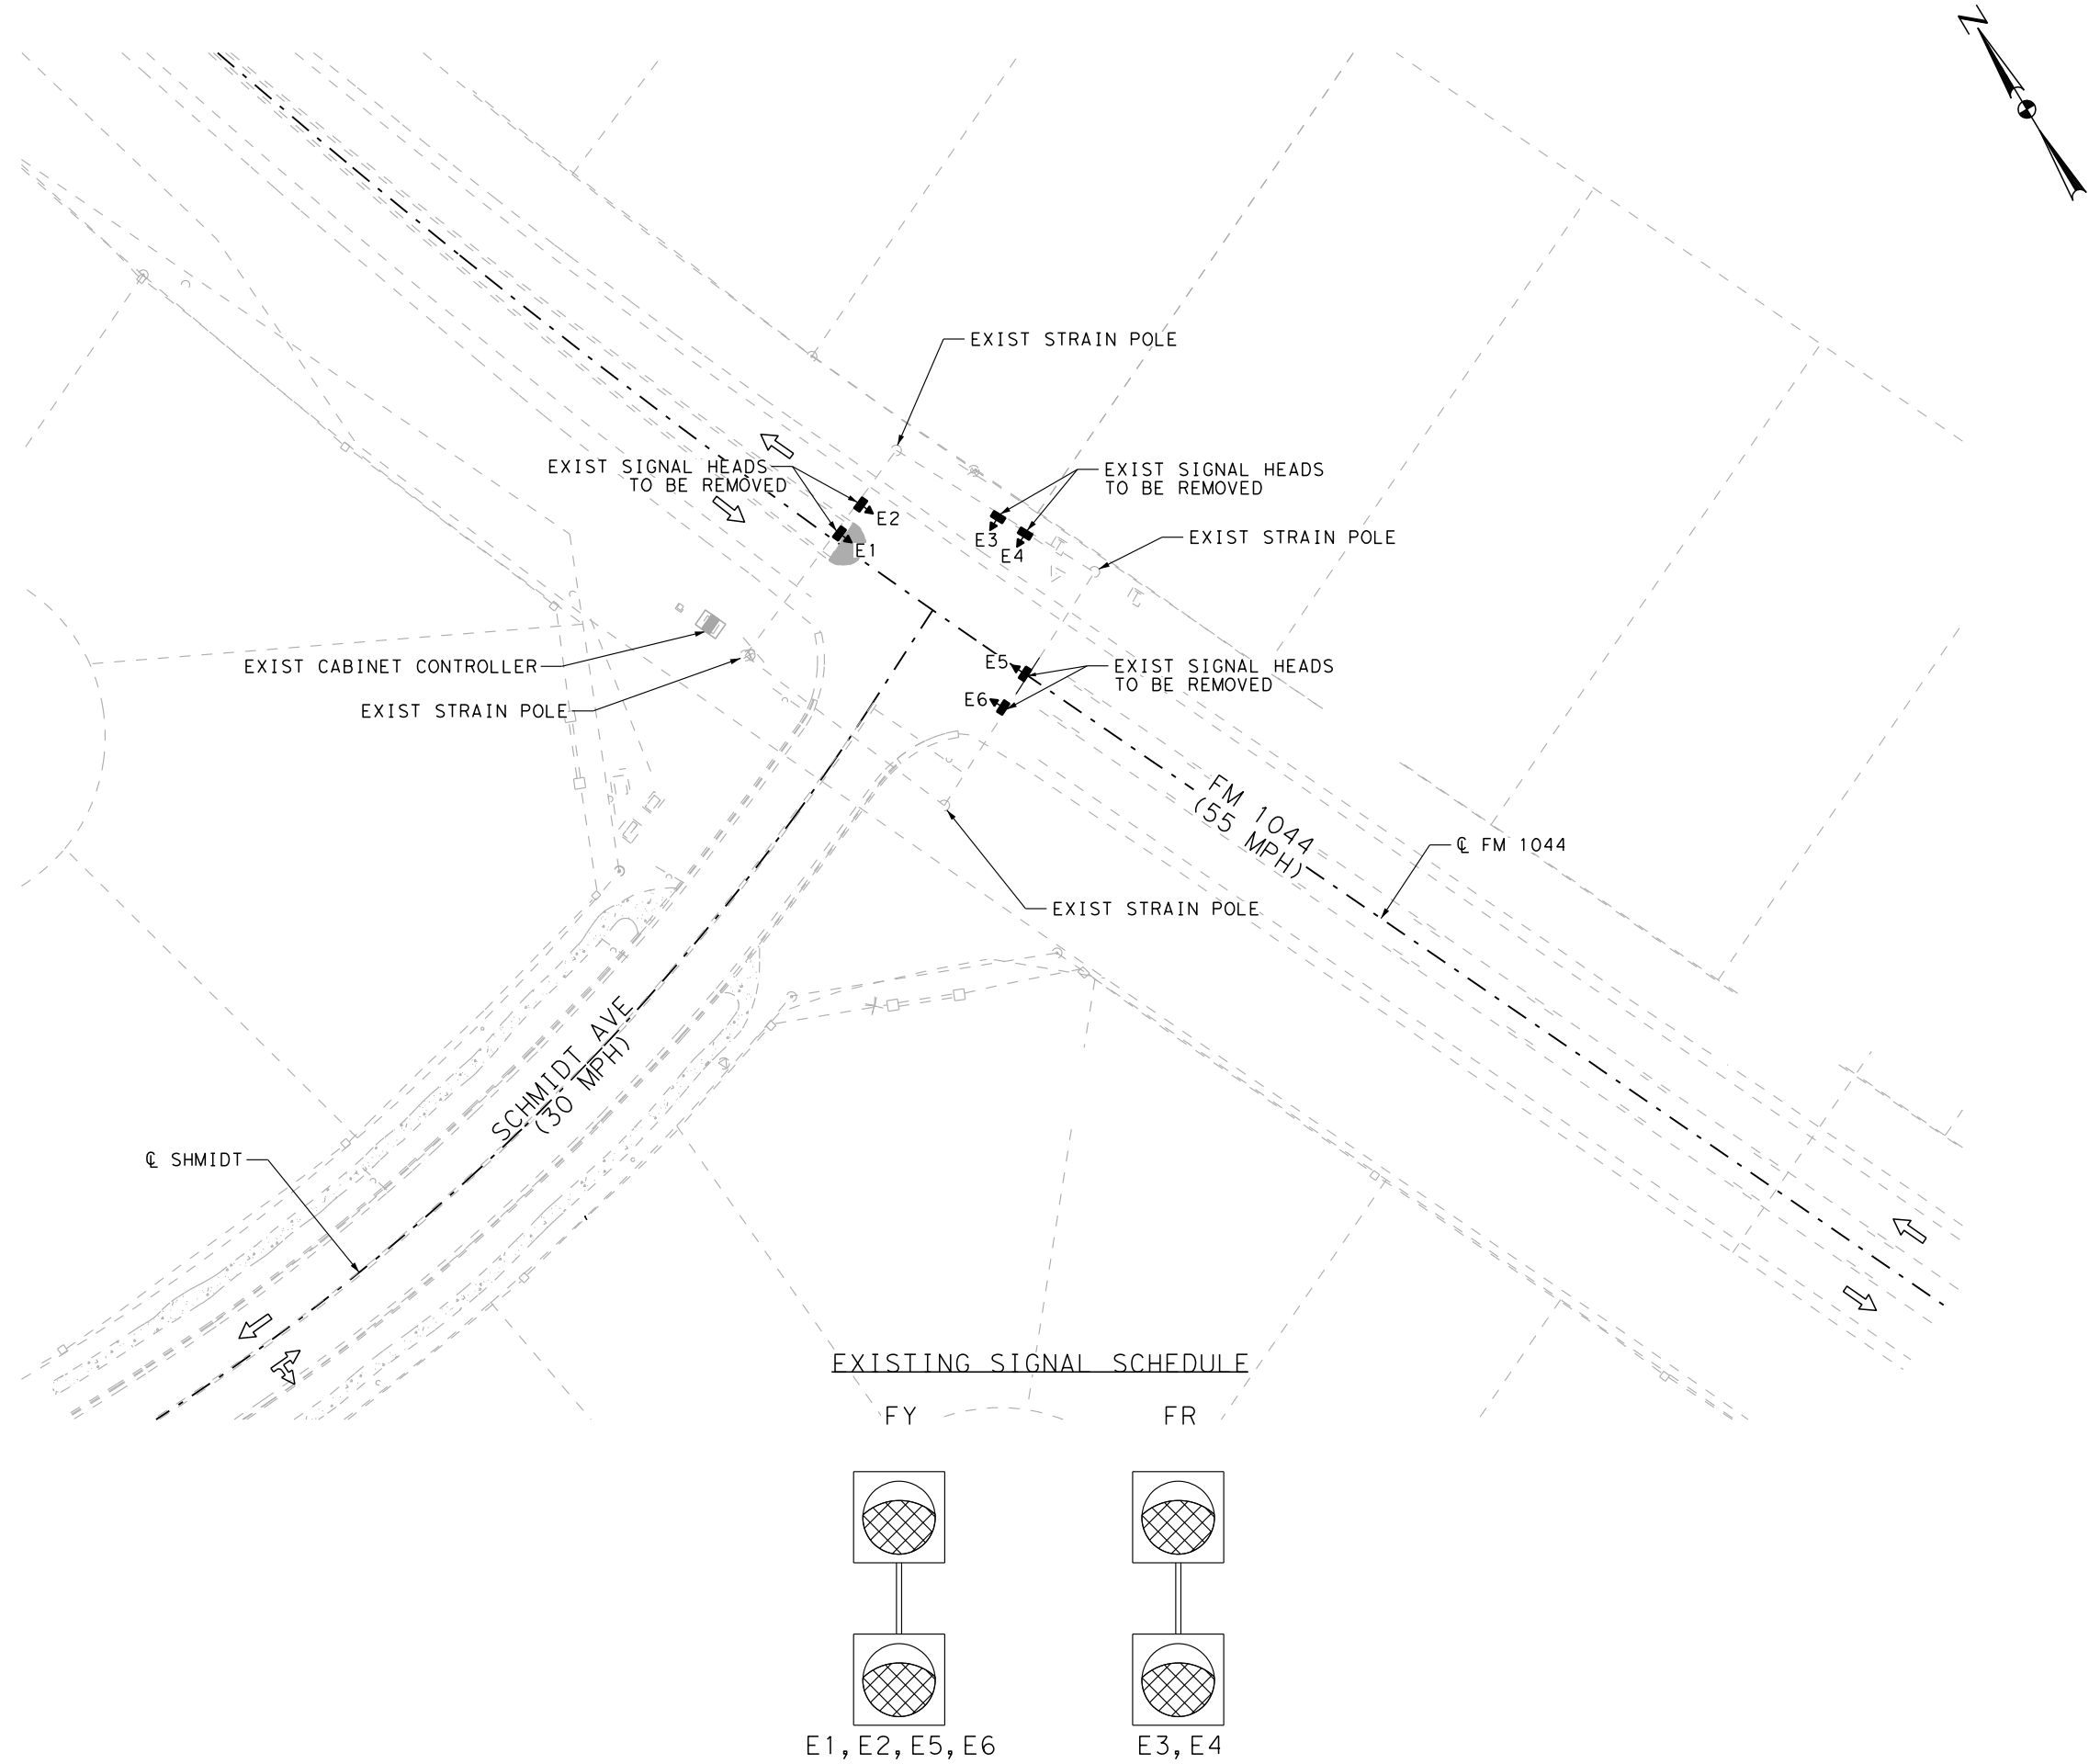 N
EXIST STRAIN POLE
EXIST SIGNAL HEADS
TO BE REMOVED
EXIST SIGNAL HEADS
TO BE REMOVED
E2
E1
E3
E4
EXIST STRAIN POLE
EXIST CABINET CONTROLLER
EXIST STRAIN POLE
E5
E6
EXIST SIGNAL HEADS
TO BE REMOVED
FM 1044
(55 MPH)
℄ FM 1044
EXIST STRAIN POLE
SCHMIDT AVE
(30 MPH)
℄ SHMIDT
EXISTING SIGNAL SCHEDULE
FY
FR
E1,E2,E5,E6
E3,E4